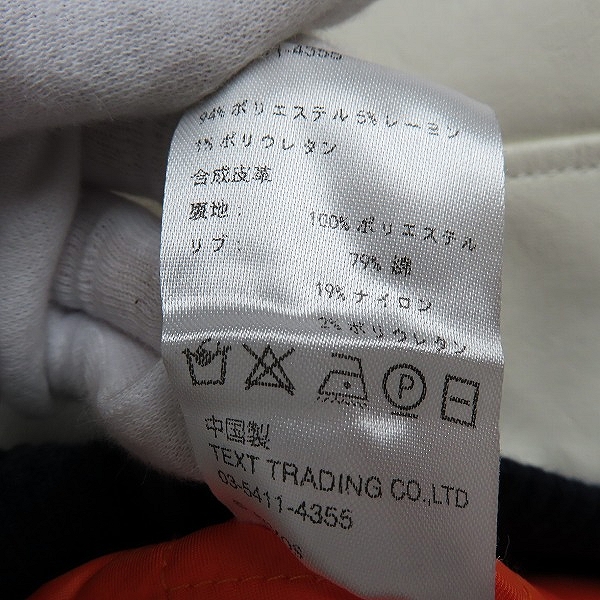 11-4355
94% ポリエステル 5% レーヨン
1% ポリウレタン
合成皮革
裏地: 100% ポリエステル
リブ: 79% 綿
19% ナイロン
2% ポリウレタン
P
中国製
TEXT TRADING CO.,LTD
03-5411-4355